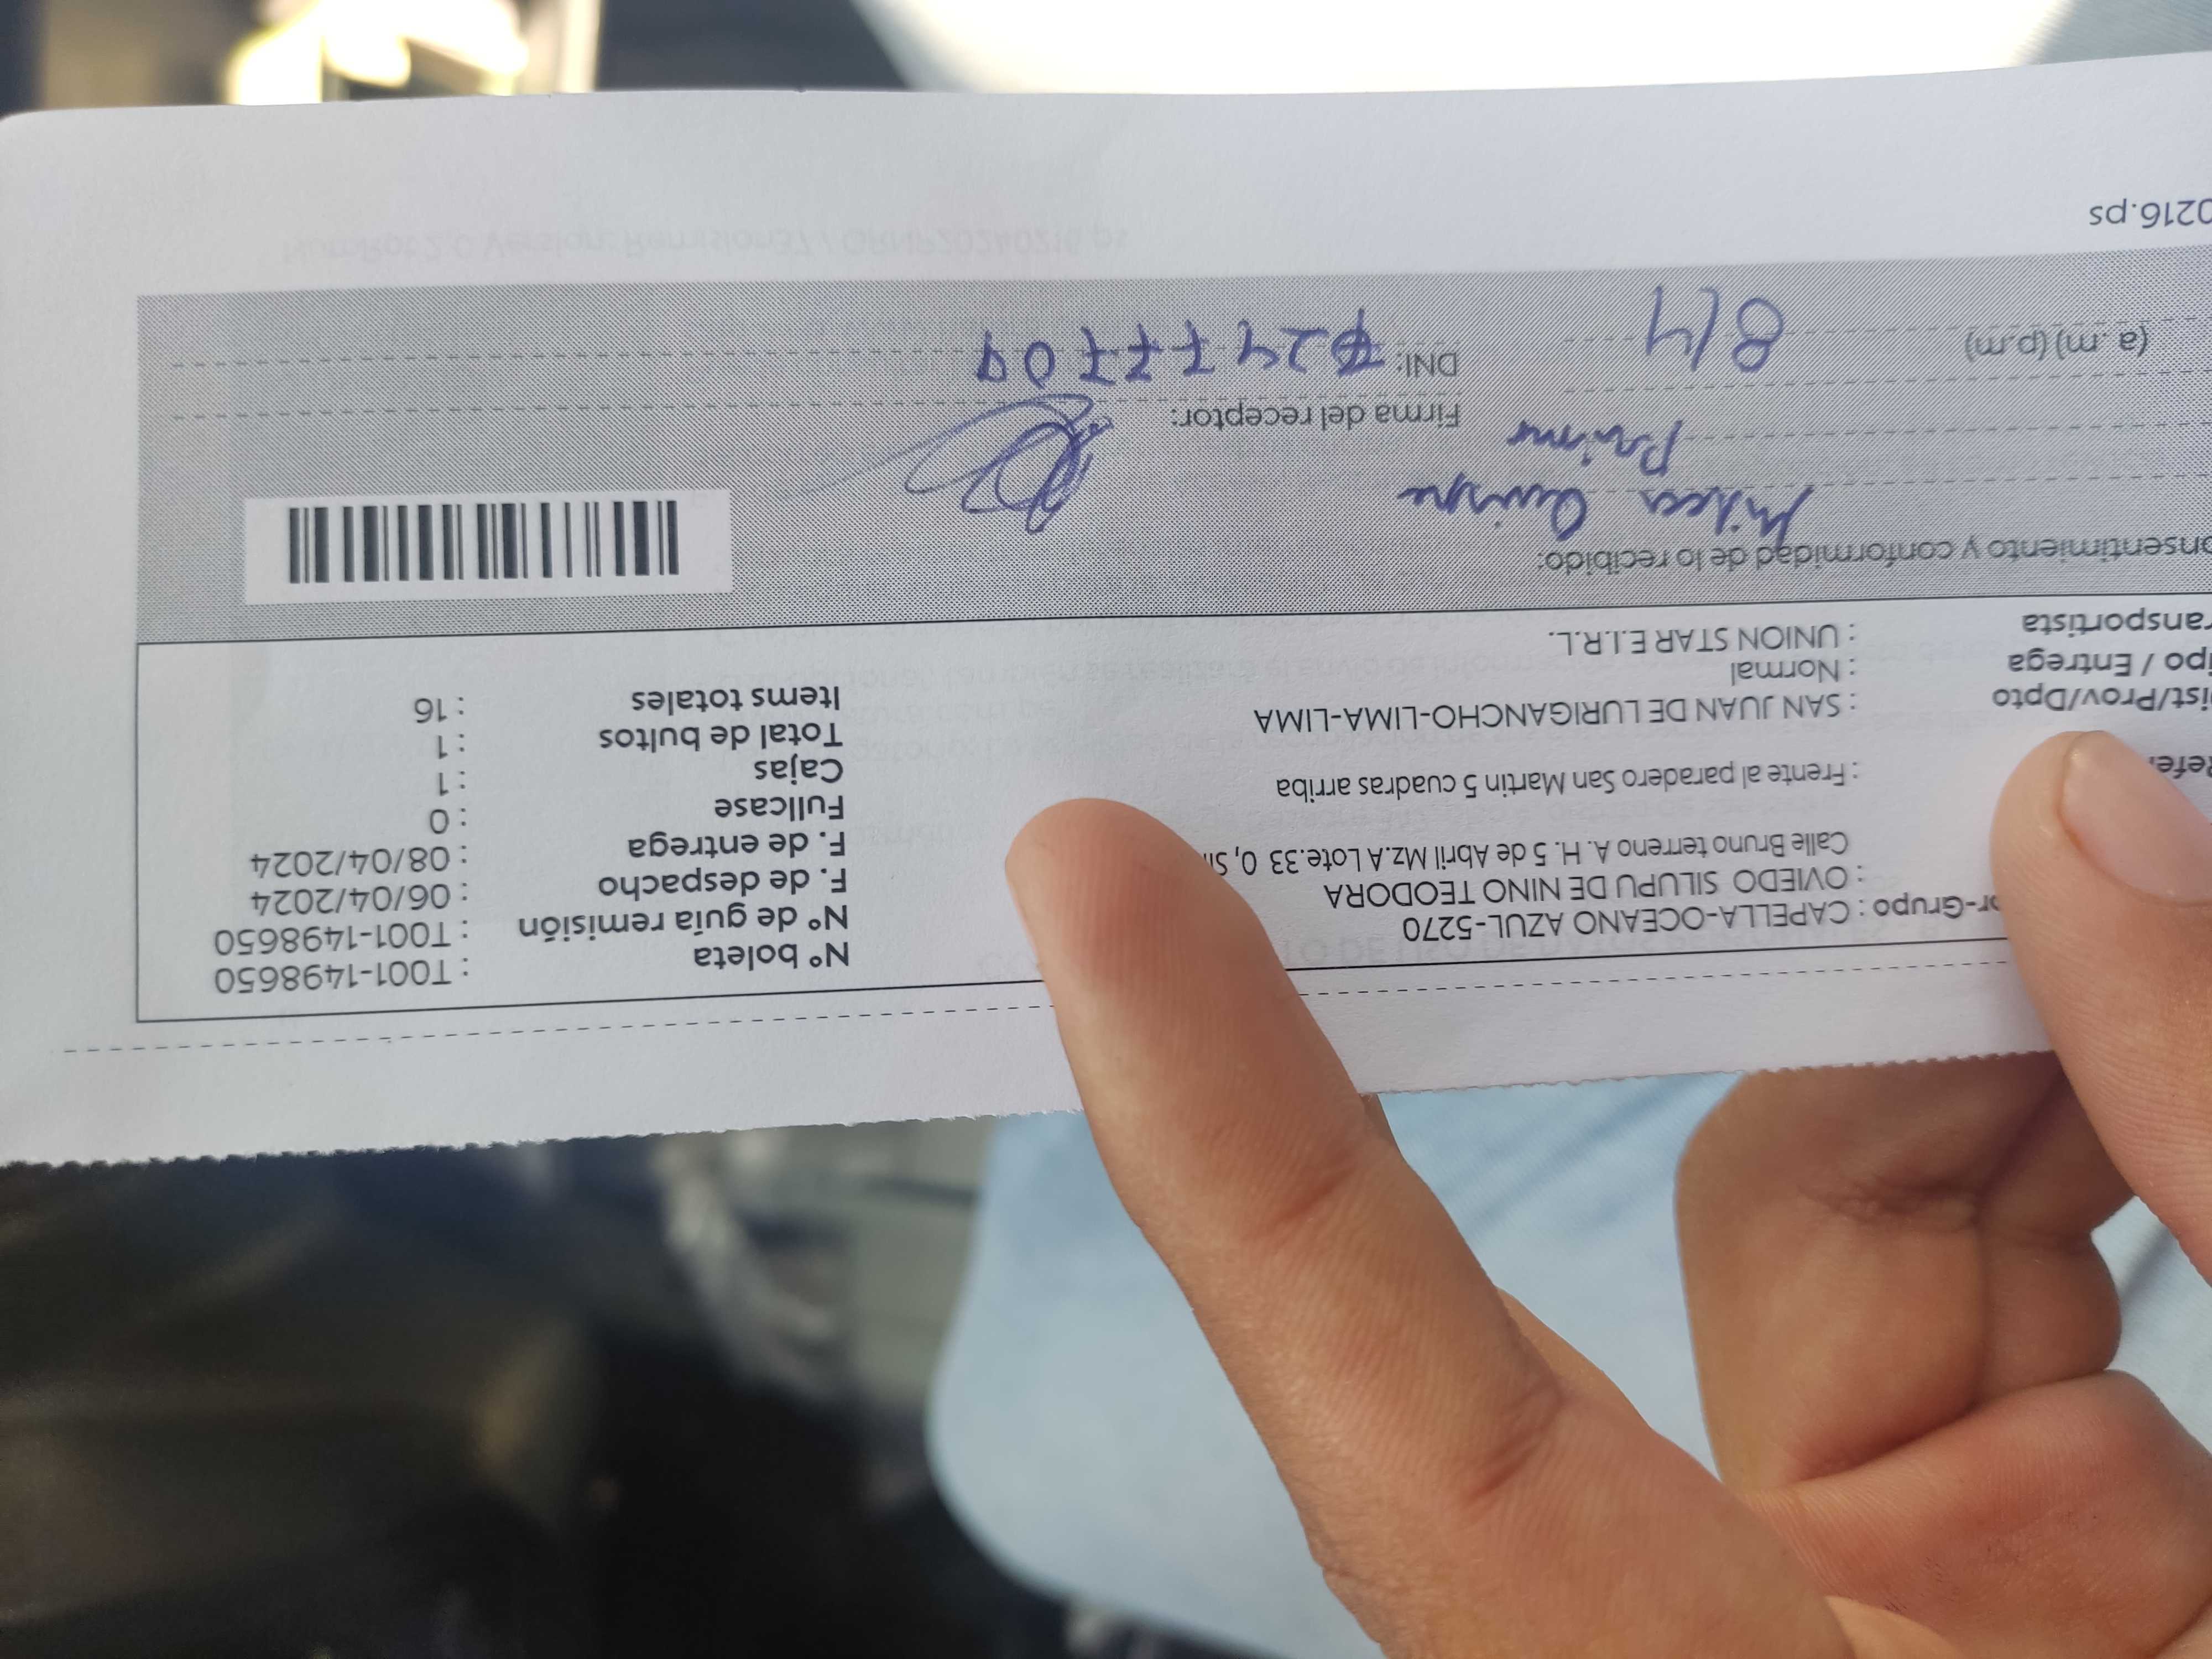 Nº boleta : T001-1498650
Nº de guía remisión : T001-1498650
F. de despacho : 06/04/2024
F. de entrega : 08/04/2024
Fullcase : 0
Cajas : 1
Total de bultos : 1
Items totales : 16
or-Grupo : CAPELLA-OCEANO AZUL-5270
: OVIEDO SILUPU DE NINO TEODORA
Calle Bruno terreno A. H. 5 de Abril Mz.A Lote.33 0,
Refer : Frente al paradero San Martin 5 cuadras arriba
ist/Prov/Dpto : SAN JUAN DE LURIGANCHO-LIMA-LIMA
ipo / Entrega : Normal
ransportista : UNION STAR E.I.R.L.
onsentimiento y conformidad de lo recibido:
Quispe
Firma del receptor:
(a .m) (p.m) 8/4
DNI:
0216.ps